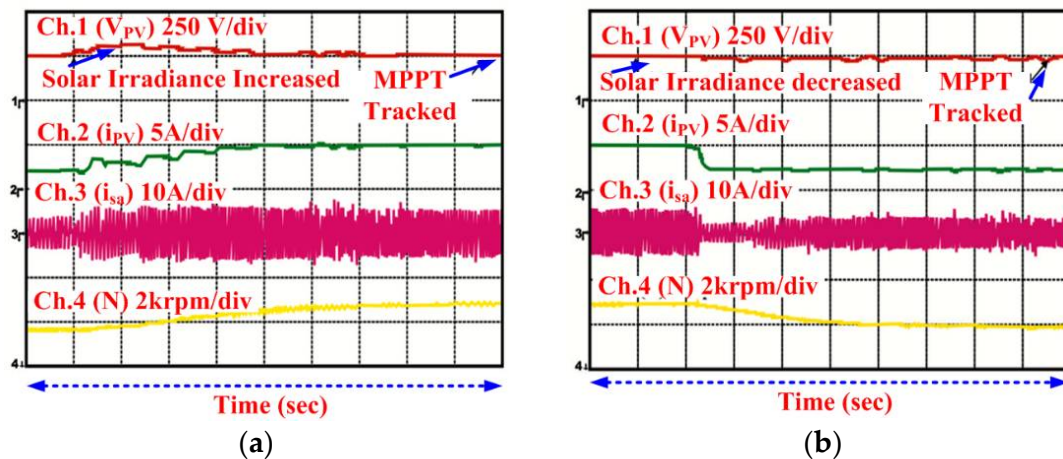 Ch.1 (VPV) 250 V/div
Solar Irradiance Increased
MPPT
Tracked
1
Ch.2 (iPV) 5A/div
2
Ch.3 (isa) 10A/div
3
Ch.4 (N) 2krpm/div
4
Time (sec)
(a)
Ch.1 (VPV) 250 V/div
Solar Irradiance decreased
MPPT
Tracked
1
Ch.2 (iPV) 5A/div
2
Ch.3 (isa) 10A/div
3
Ch.4 (N) 2krpm/div
4
Time (sec)
(b)